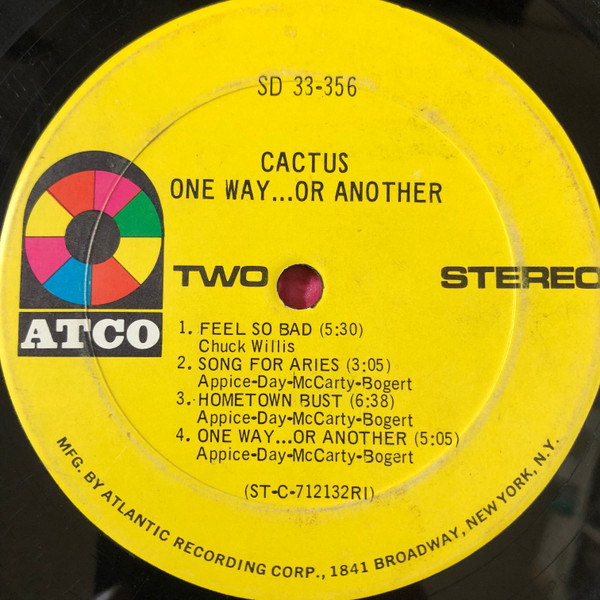 SD 33-356
CACTUS
ONE WAY...OR ANOTHER
TWO
STEREO
ATCO
1. FEEL SO BAD (5:30)
Chuck Willis
2. SONG FOR ARIES (3:05)
Appice-Day-McCarty-Bogert
3. HOMETOWN BUST (6:38)
Appice-Day-McCarty-Bogert
4. ONE WAY...OR ANOTHER (5:05)
Appice-Day-McCarty-Bogert
(ST-C-712132RI)
MFG. BY ATLANTIC RECORDING CORP., 1841 BROADWAY, NEW YORK, N.Y.